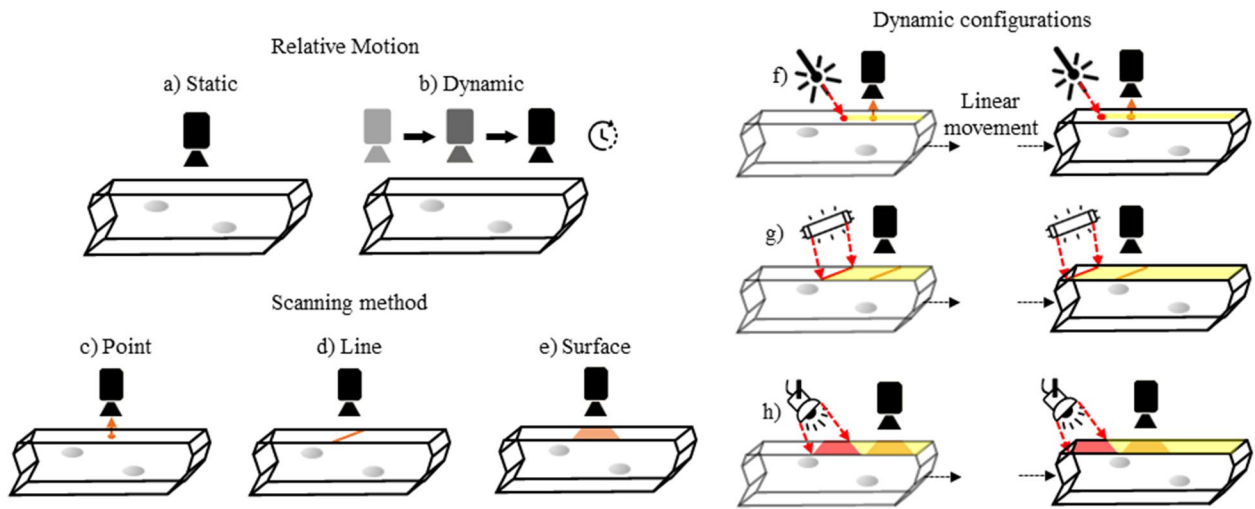 Relative Motion
a) Static
b) Dynamic
Scanning method
c) Point
d) Line
e) Surface
Dynamic configurations
f)
Linear
movement
g)
h)